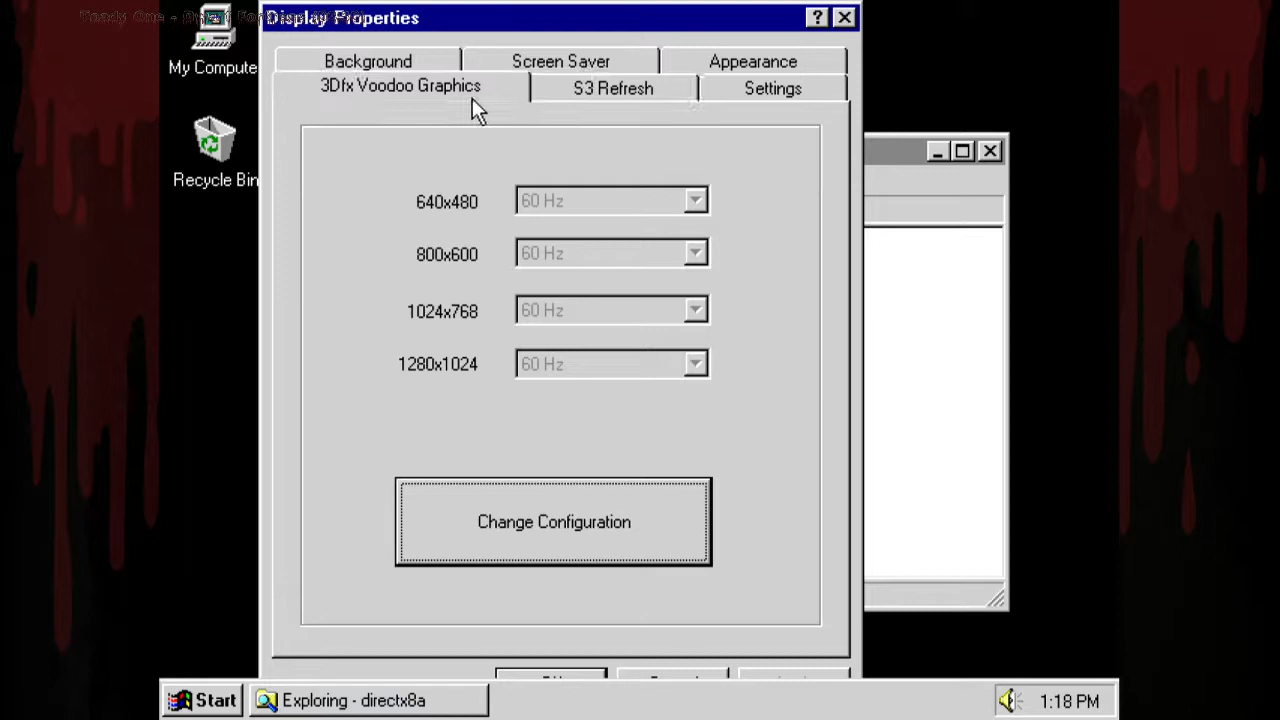 Display Properties
My Compute
Recycle Bin
Background
Screen Saver
Appearance
3Dfx Voodoo Graphics
S3 Refresh
Settings
640x480
60 Hz
800x600
60 Hz
1024x768
60 Hz
1280x1024
60 Hz
Change Configuration
Start
Exploring - directx8a
1:18 PM